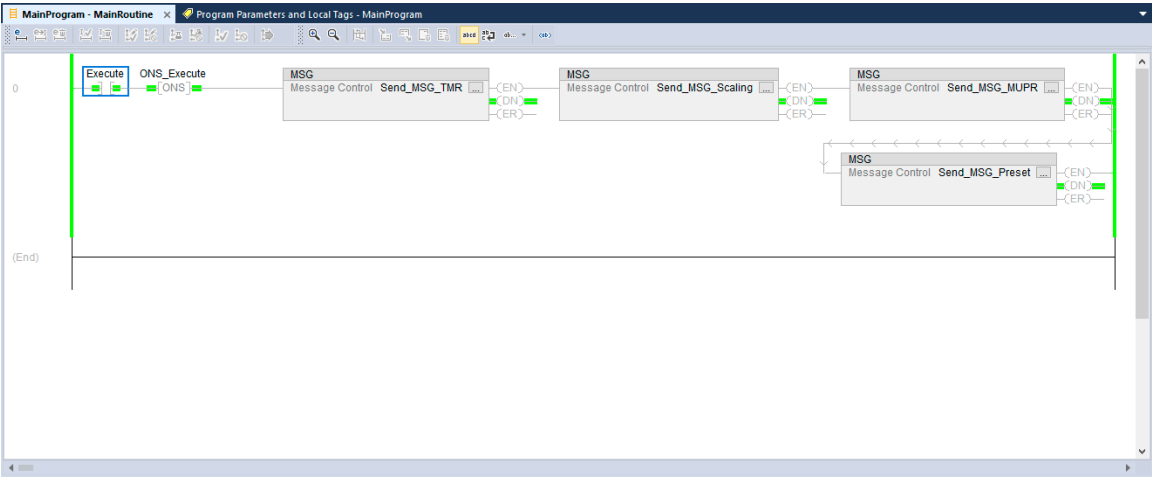 MainProgram - MainRoutine × Program Parameters and Local Tags - MainProgram
abcd ab...
Execute ONS_Execute MSG MSG MSG
0 ONS Message Control Send_MSG_TMR ... (EN) Message Control Send_MSG_Scaling ... (EN) Message Control Send_MSG_MUPR ... (EN)
(DN) (DN) (DN)
(ER) (ER) (ER)
MSG
Message Control Send_MSG_Preset ... (EN)
(DN)
(ER)
(End)